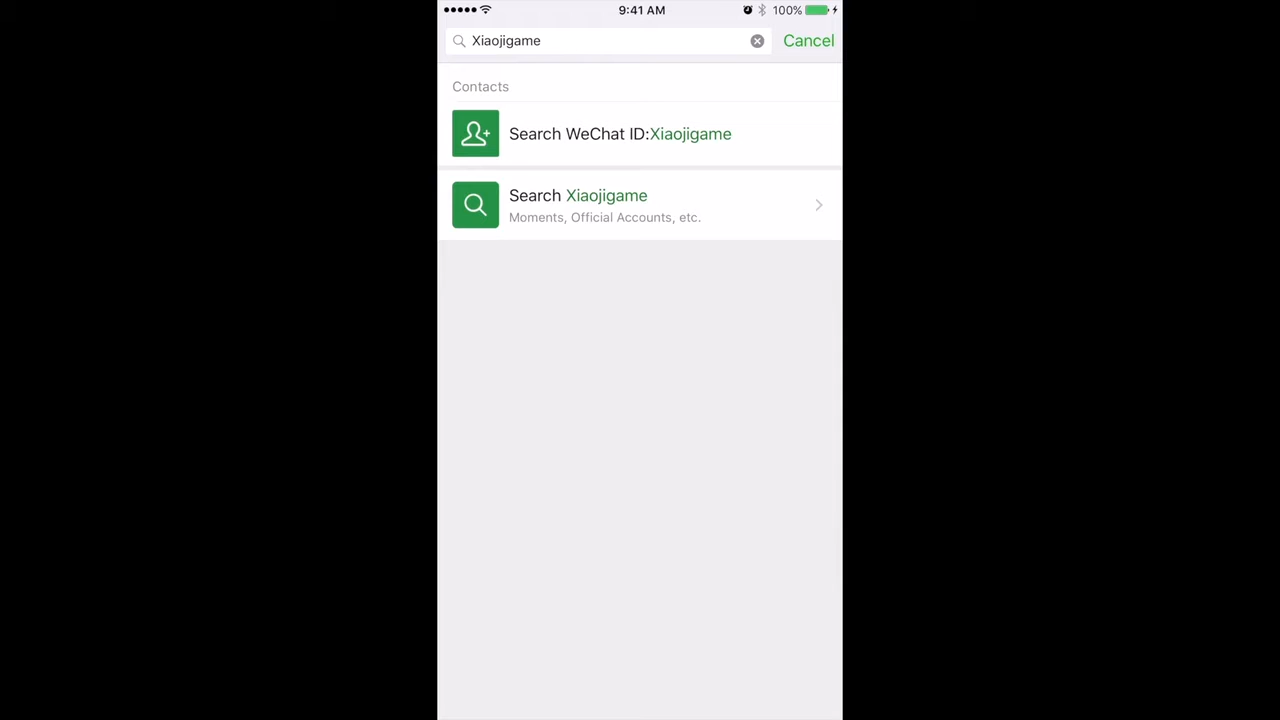 9:41 AM
100%
Xiaojigame
Cancel
Contacts
Search WeChat ID:Xiaojigame
Search Xiaojigame
Moments, Official Accounts, etc.